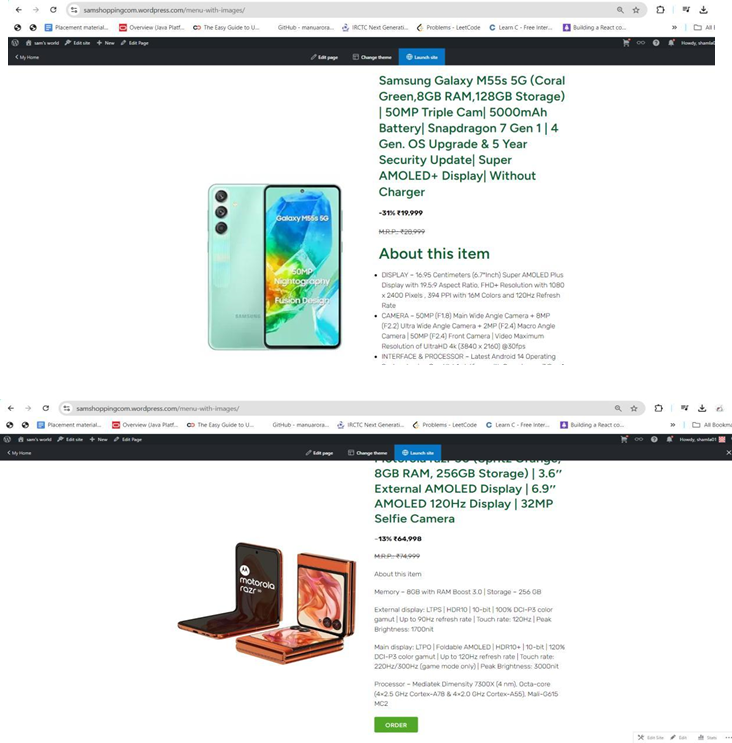 samshoppingcom.wordpress.com/menu-with-images/
Placement material... Overview (Java Platf... The Easy Guide to U... GitHub - manuarora... IRCTC Next Generati... Problems - LeetCode Learn C - Free Inter... Building a React co... » All
sam's world Edit site + New Edit Page Howdy, shamla0
< My Home Edit page Change theme Launch site
Samsung Galaxy M55s 5G (Coral
Green,8GB RAM,128GB Storage)
| 50MP Triple Cam| 5000mAh
Battery| Snapdragon 7 Gen 1 | 4
Gen. OS Upgrade & 5 Year
Security Update| Super
AMOLED+ Display| Without
Charger
Galaxy M55s 5G
50MP
Nightography
Fusion Design
SAMSUNG
-31% ₹19,999
M.R.P.: ₹28,999
About this item
• DISPLAY – 16.95 Centimeters (6.7"Inch) Super AMOLED Plus
Display with 19.5:9 Aspect Ratio, FHD+ Resolution with 1080
x 2400 Pixels , 394 PPI with 16M Colors and 120Hz Refresh
Rate
• CAMERA – 50MP (F1.8) Main Wide Angle Camera + 8MP
(F2.2) Ultra Wide Angle Camera + 2MP (F2.4) Macro Angle
Camera | 50MP (F2.4) Front Camera | Video Maximum
Resolution of UltraHD 4k (3840 x 2160) @30fps
• INTERFACE & PROCESSOR – Latest Android 14 Operating
samshoppingcom.wordpress.com/menu-with-images/
Placement material... Overview (Java Platf... The Easy Guide to U... GitHub - manuarora... IRCTC Next Generati... Problems - LeetCode Learn C - Free Inter... Building a React co... » All Bookma
sam's world Edit site + New Edit Page Howdy, shamla01
< My Home Edit page Change theme Launch site
8GB RAM, 256GB Storage) | 3.6″
External AMOLED Display | 6.9″
AMOLED 120Hz Display | 32MP
Selfie Camera
motorola
razr
-13% ₹64,998
M.R.P.: ₹74,999
About this item
Memory – 8GB with RAM Boost 3.0 | Storage – 256 GB
External display: LTPS | HDR10 | 10-bit | 100% DCI-P3 color
gamut | Up to 90Hz refresh rate | Touch rate: 120Hz | Peak
Brightness: 1700nit
Main display: LTPO | Foldable AMOLED | HDR10+ | 10-bit | 120%
DCI-P3 color gamut | Up to 120Hz refresh rate | Touch rate:
220Hz/300Hz (game mode only) | Peak Brightness: 3000nit
Processor – Mediatek Dimensity 7300X (4 nm), Octa-core
(4×2.5 GHz Cortex-A78 & 4×2.0 GHz Cortex-A55); Mali-G615
MC2
ORDER
Edit Site Edit Stats